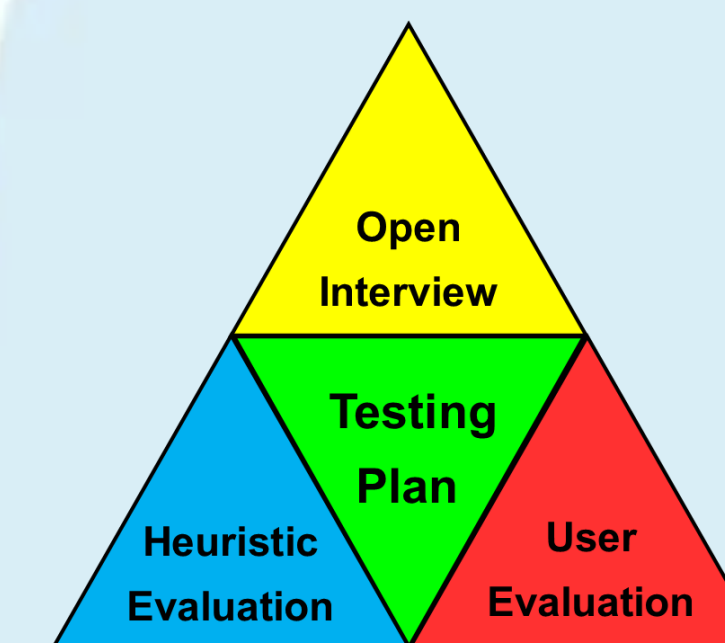 Open
Interview
Testing
Plan
Heuristic
Evaluation
User
Evaluation